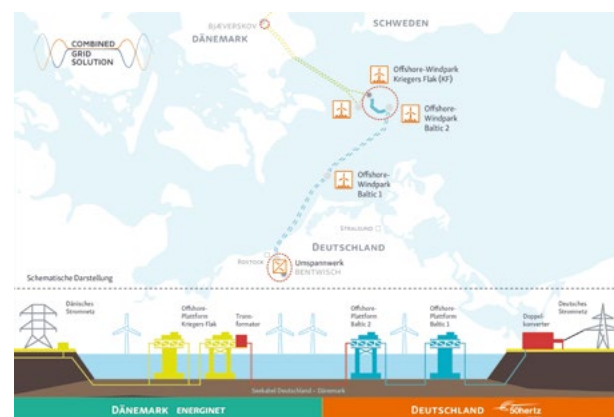 BJÆVERSKOV
SCHWEDEN
COMBINED
GRID
SOLUTION
DÄNEMARK
Offshore-Windpark
Kriegers Flak (KF)
Offshore-
Windpark
Baltic 2
Offshore-
Windpark
Baltic 1
STRALSUND
DEUTSCHLAND
ROSTOCK
Umspannwerk
BENTWISCH
Schematische Darstellung
Dänisches
Stromnetz
Offshore-
Plattform
Kriegers Flak
Trans-
formator
Offshore-
Plattform
Baltic 2
Offshore-
Plattform
Baltic 1
Doppel-
konverter
Deutsches
Stromnetz
Seekabel Deutschland – Dänemark
DÄNEMARK ENERGINET
DEUTSCHLAND 50hertz